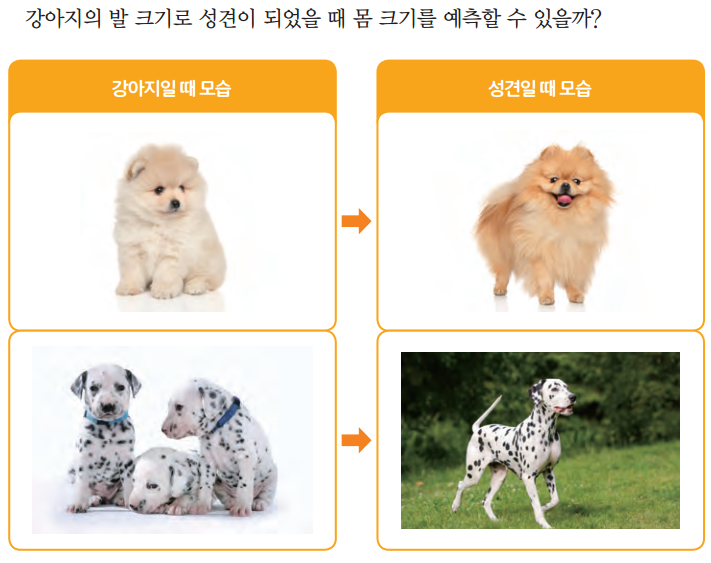 강아지의 발 크기로 성견이 되었을 때 몸 크기를 예측할 수 있을까?
강아지일 때 모습
성견일 때 모습